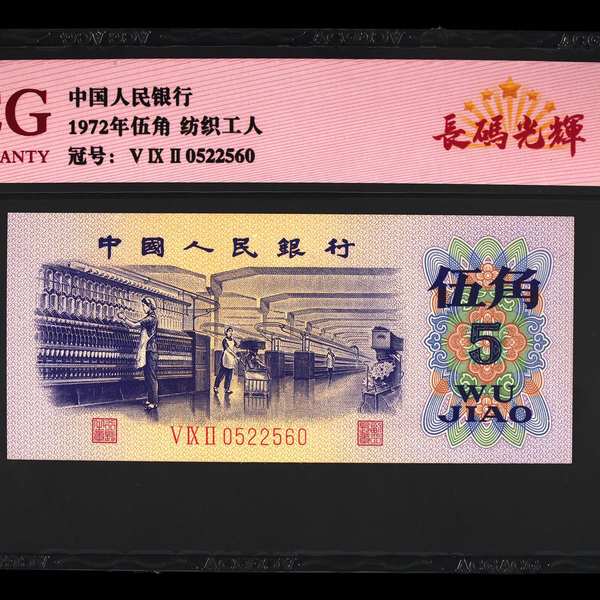 CG
中国人民银行
1972年伍角 纺织工人
ANTY
冠号: Ⅴ Ⅸ Ⅱ 0522560
長碼光輝
中國人民銀行
伍角
5
WU
JIAO
ⅤⅨⅡ 0522560